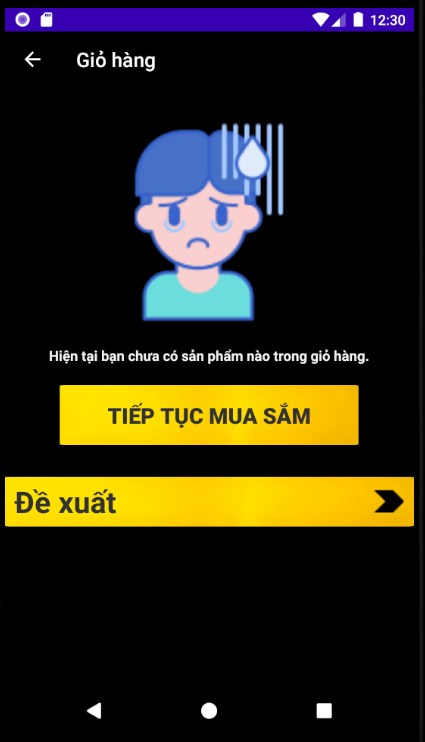 12:30
Giỏ hàng
Hiện tại bạn chưa có sản phẩm nào trong giỏ hàng.
TIẾP TỤC MUA SẮM
Đề xuất